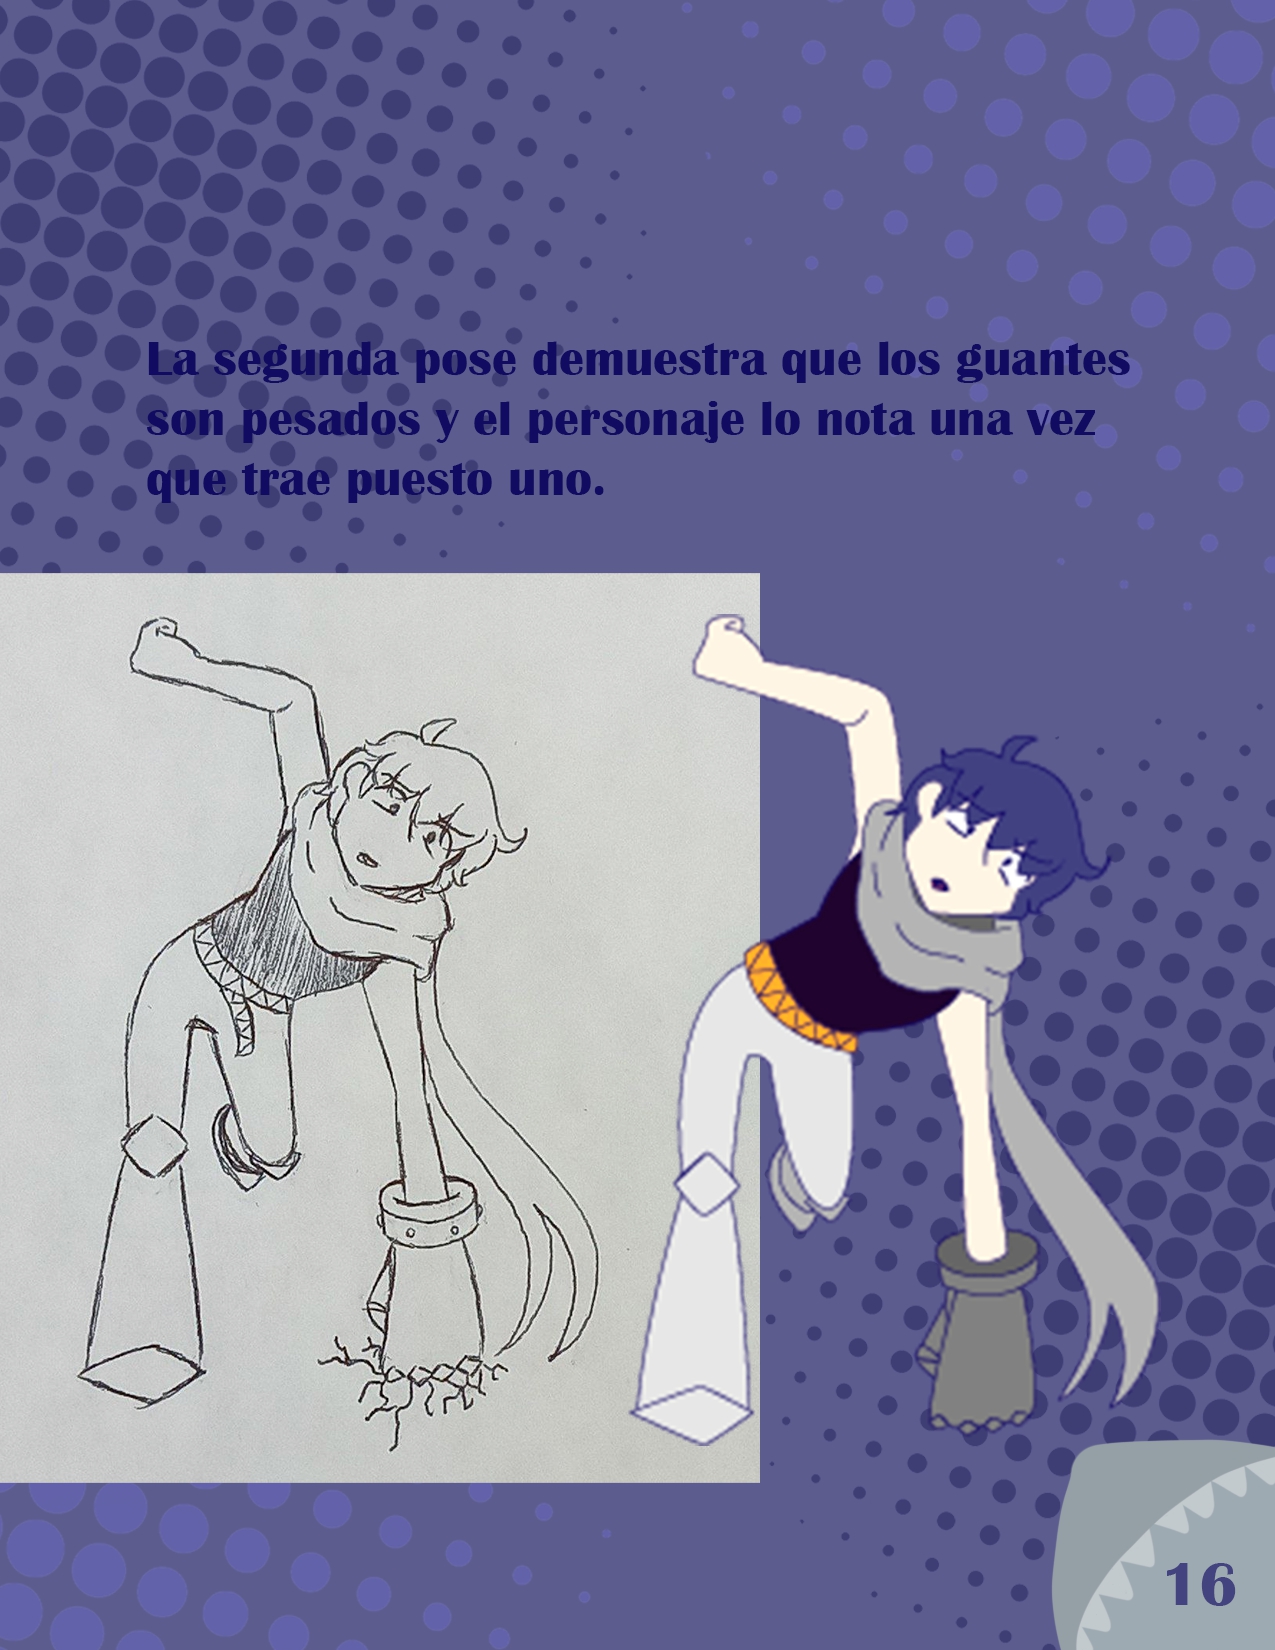 La segunda pose demuestra que los guantes
son pesados y el personaje lo nota una vez
que trae puesto uno.
16